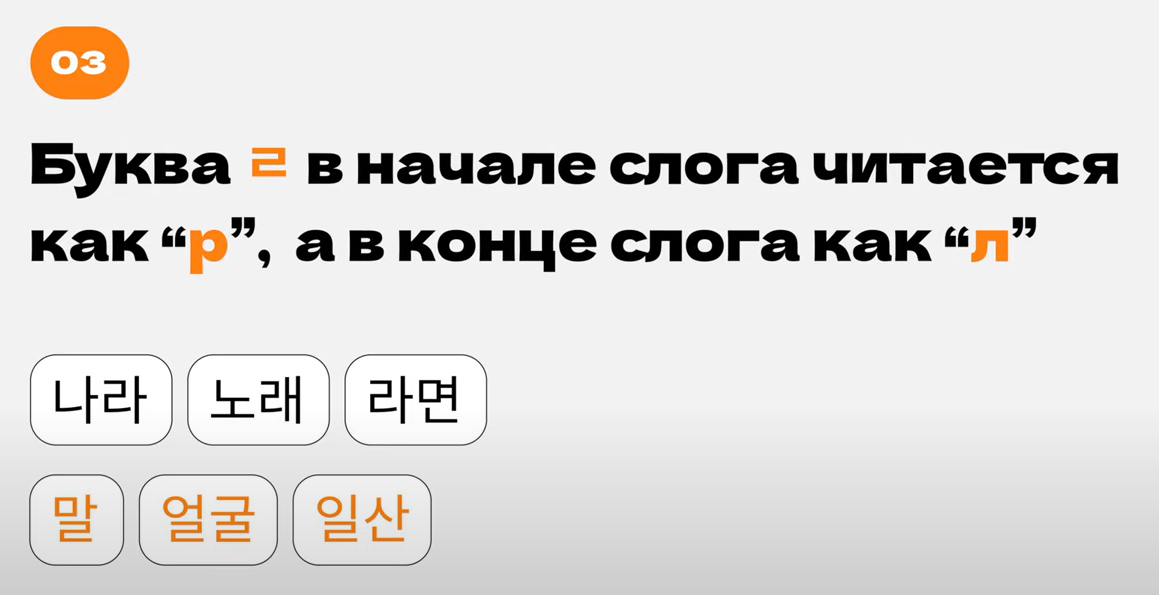 03
Буква ㄹ в начале слога читается
как “р”, а в конце слога как “л”
나라 노래 라면
말 얼굴 일산